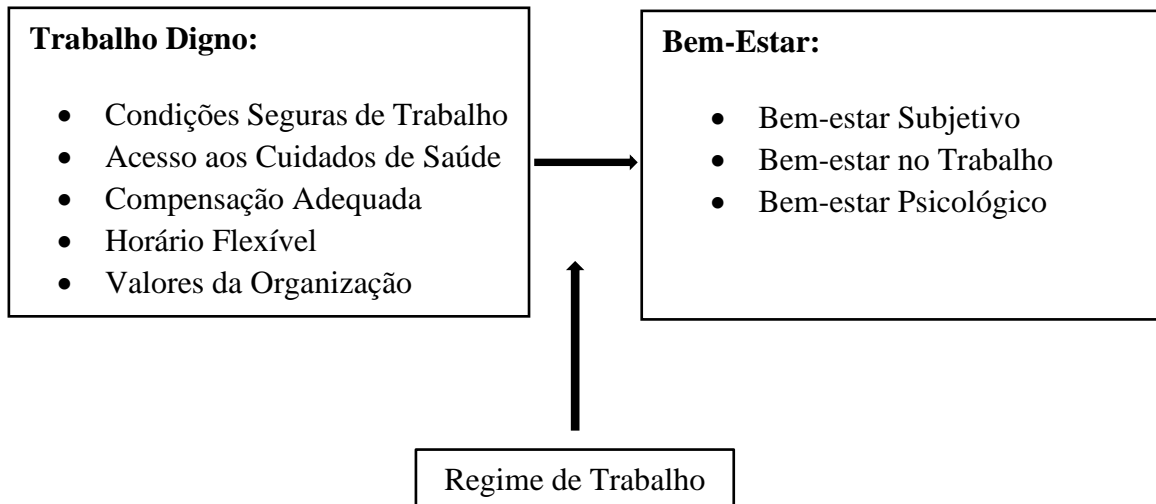 Trabalho Digno:
• Condições Seguras de Trabalho
• Acesso aos Cuidados de Saúde
• Compensação Adequada
• Horário Flexível
• Valores da Organização
Bem-Estar:
• Bem-estar Subjetivo
• Bem-estar no Trabalho
• Bem-estar Psicológico
Regime de Trabalho